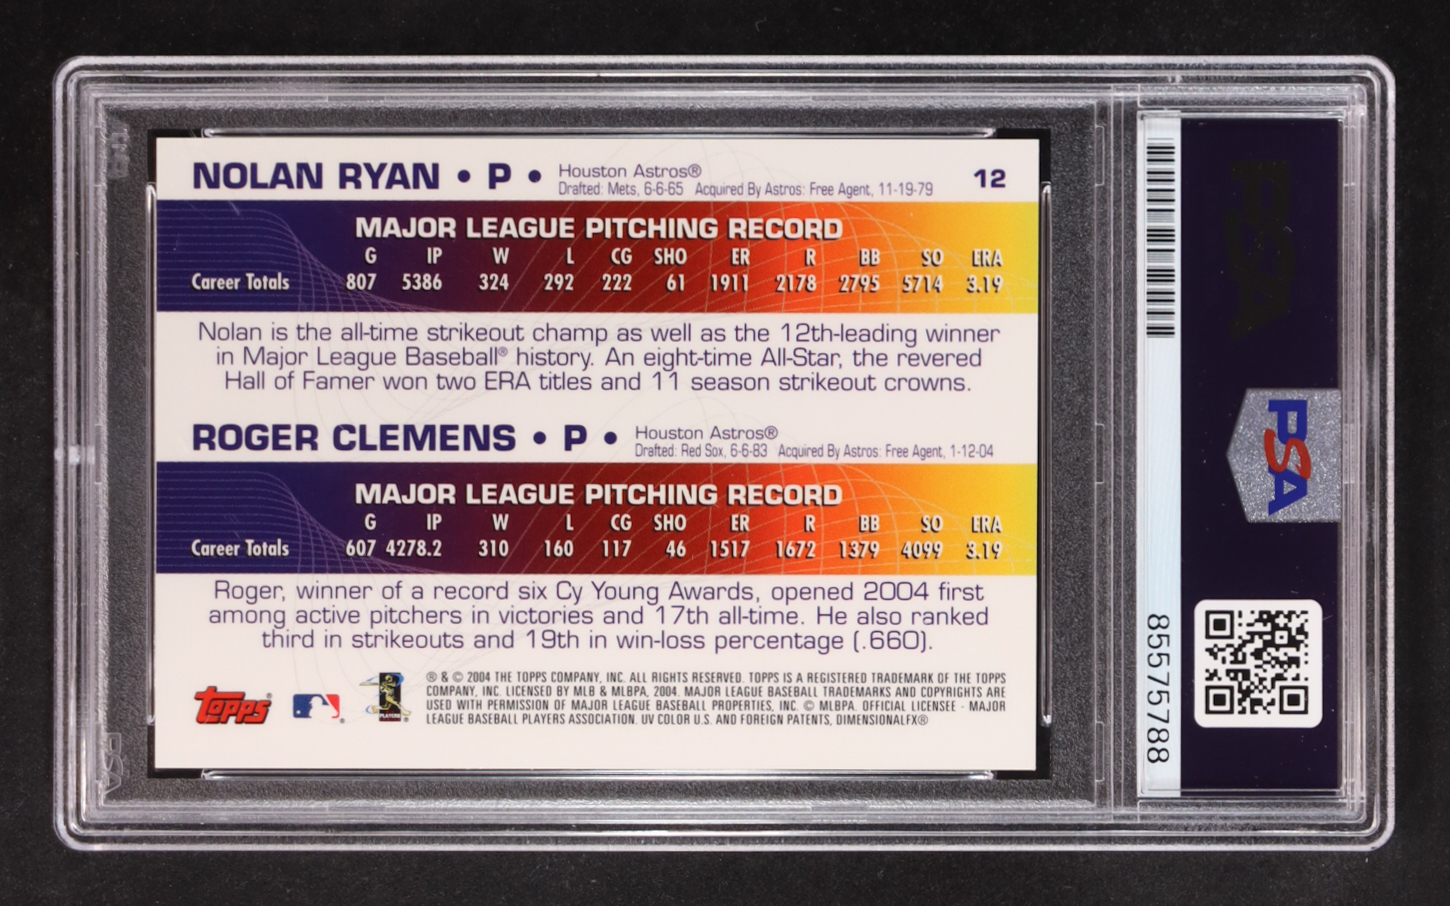 NOLAN RYAN • P • Houston Astros® 12
Drafted: Mets, 6-6-65 Acquired By Astros: Free Agent, 11-19-79
MAJOR LEAGUE PITCHING RECORD
G IP W L CG SHO ER R BB SO ERA
Career Totals 807 5386 324 292 222 61 1911 2178 2795 5714 3.19
Nolan is the all-time strikeout champ as well as the 12th-leading winner
in Major League Baseball® history. An eight-time All-Star, the revered
Hall of Famer won two ERA titles and 11 season strikeout crowns.
ROGER CLEMENS • P • Houston Astros®
Drafted: Red Sox, 6-6-83 Acquired By Astros: Free Agent, 1-12-04
MAJOR LEAGUE PITCHING RECORD
G IP W L CG SHO ER R BB SO ERA
Career Totals 607 4278.2 310 160 117 46 1517 1672 1379 4099 3.19
Roger, winner of a record six Cy Young Awards, opened 2004 first
among active pitchers in victories and 17th all-time. He also ranked
third in strikeouts and 19th in win-loss percentage (.660).
Topps
PLAYERS
® & © 2004 THE TOPPS COMPANY, INC. ALL RIGHTS RESERVED. TOPPS IS A REGISTERED TRADEMARK OF THE TOPPS
COMPANY, INC. LICENSED BY MLB & MLBPA, 2004. MAJOR LEAGUE BASEBALL TRADEMARKS AND COPYRIGHTS ARE
USED WITH PERMISSION OF MAJOR LEAGUE BASEBALL PROPERTIES, INC. © MLBPA. OFFICIAL LICENSEE - MAJOR
LEAGUE BASEBALL PLAYERS ASSOCIATION. UV COLOR U.S. AND FOREIGN PATENTS, DIMENSIONALFX®
PSA
PSA
85575788
PSA